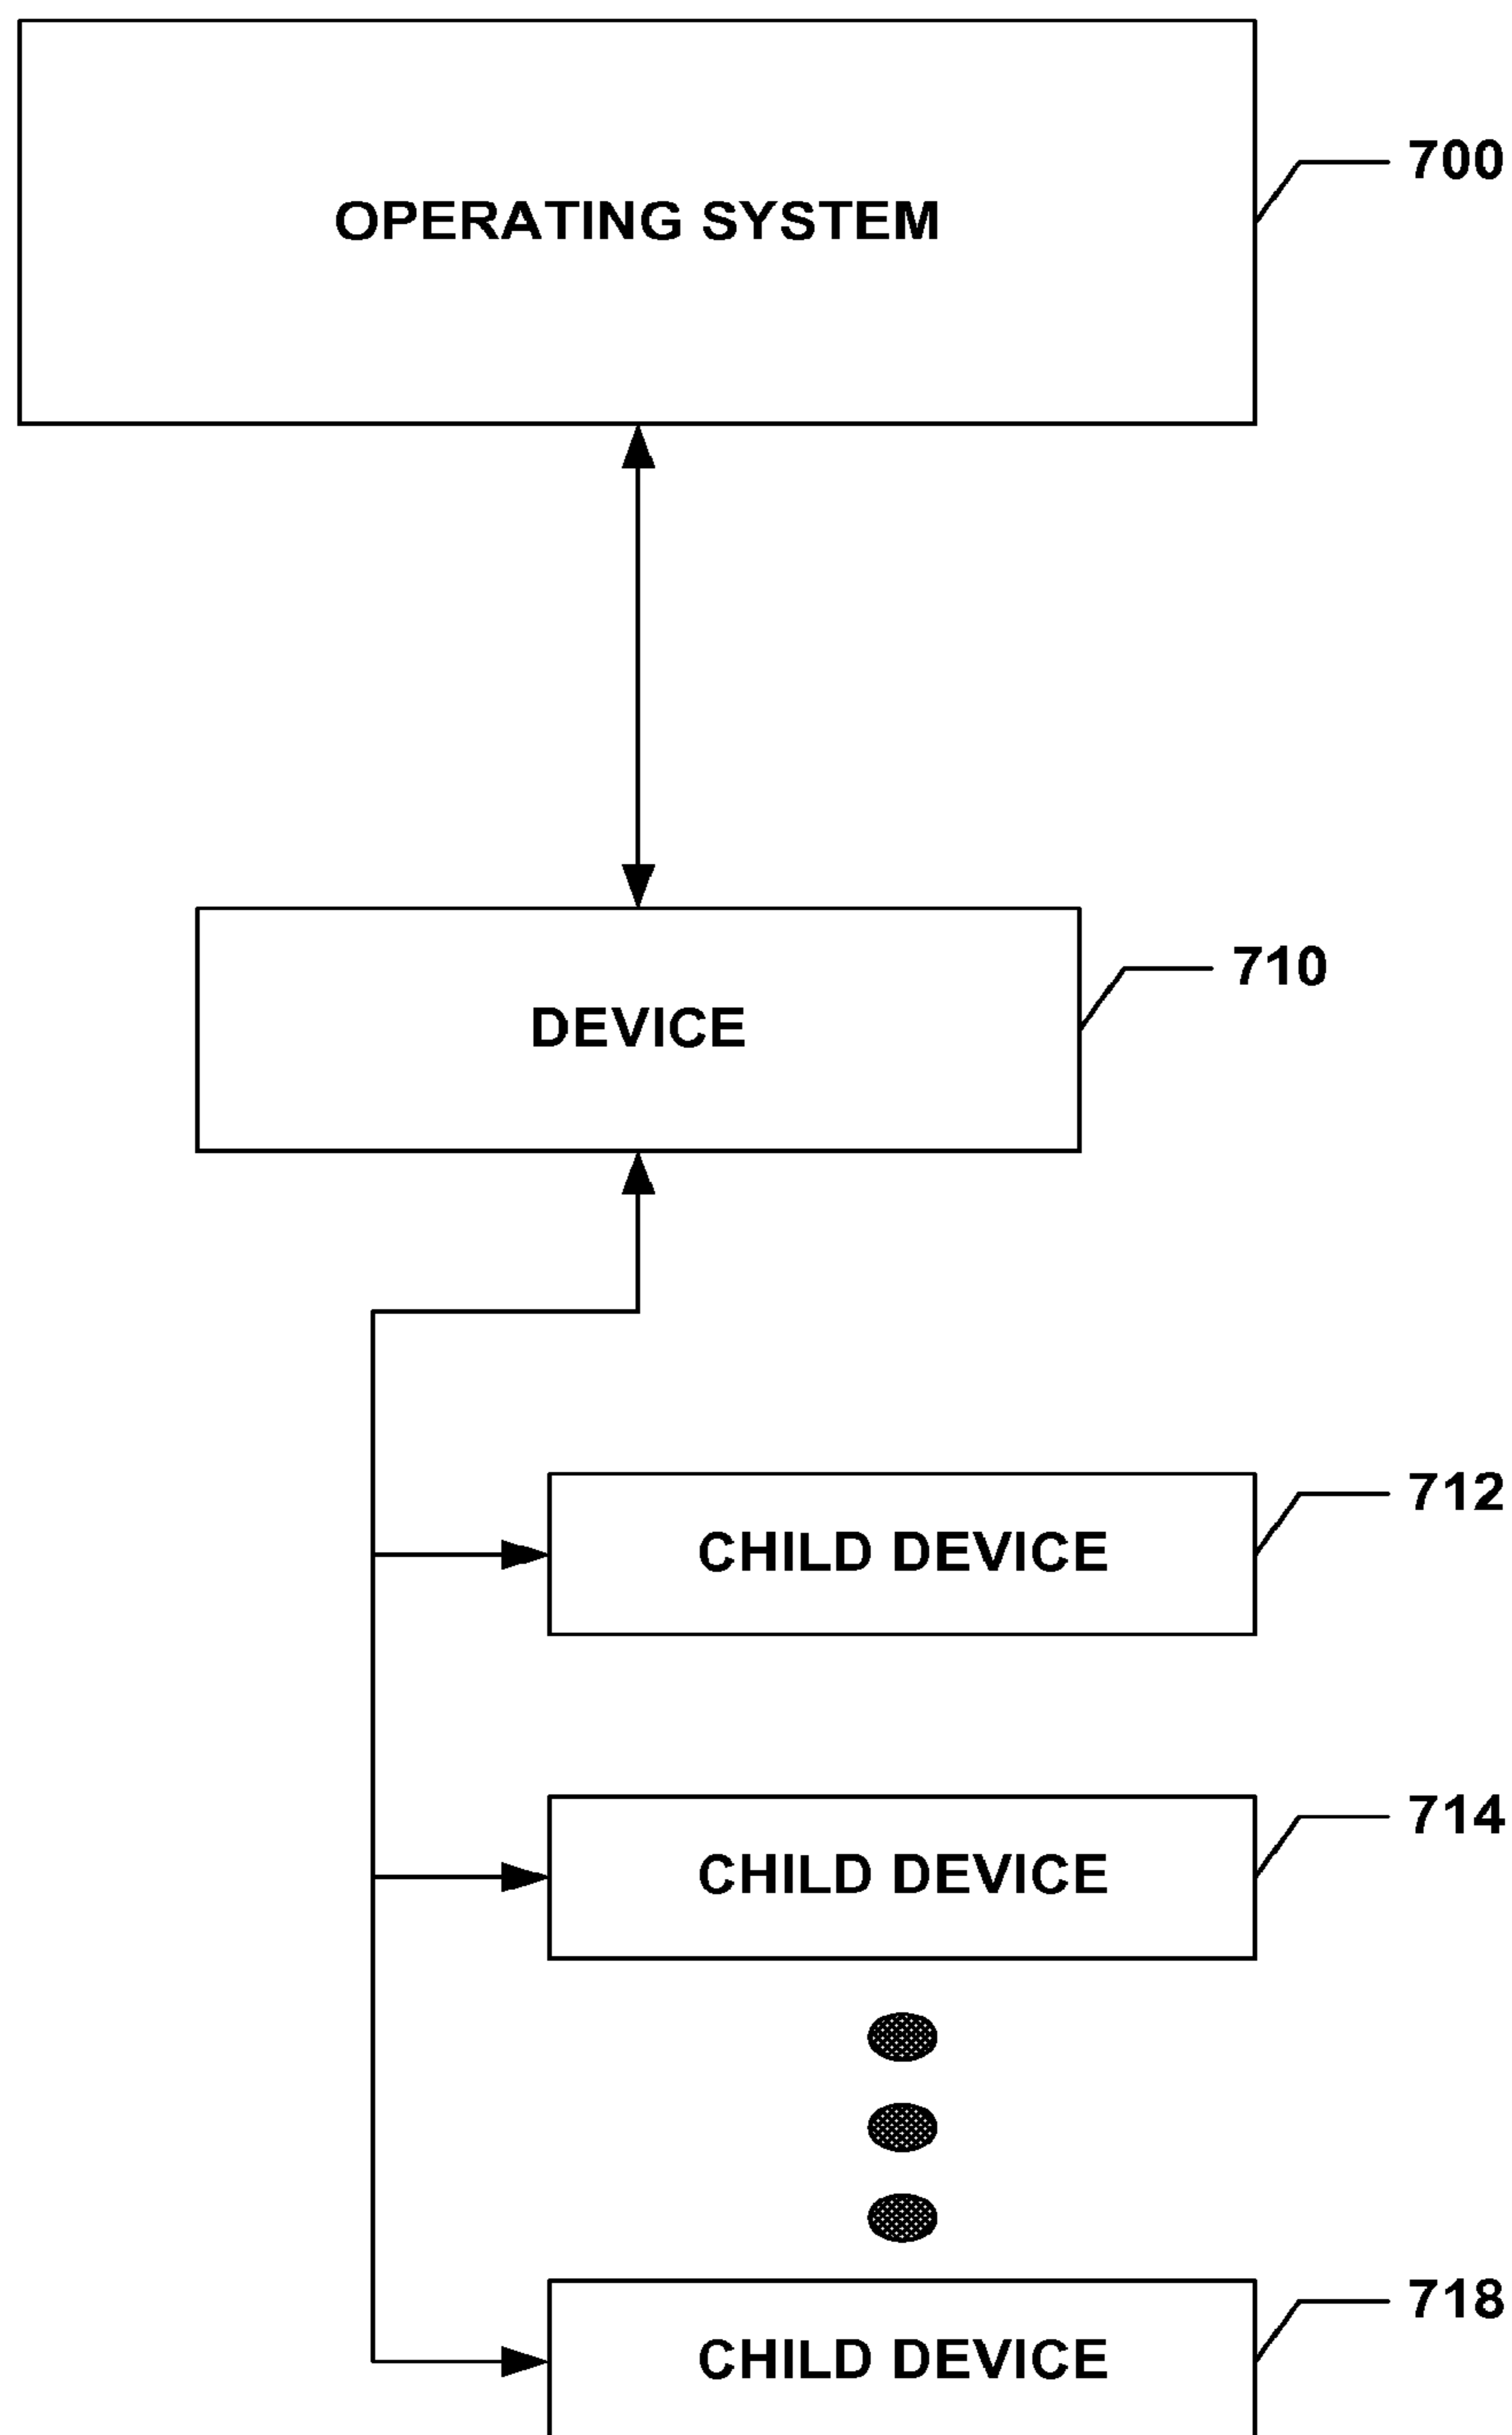 700
OPERATING SYSTEM
710
DEVICE
712
CHILD DEVICE
714
CHILD DEVICE
718
CHILD DEVICE